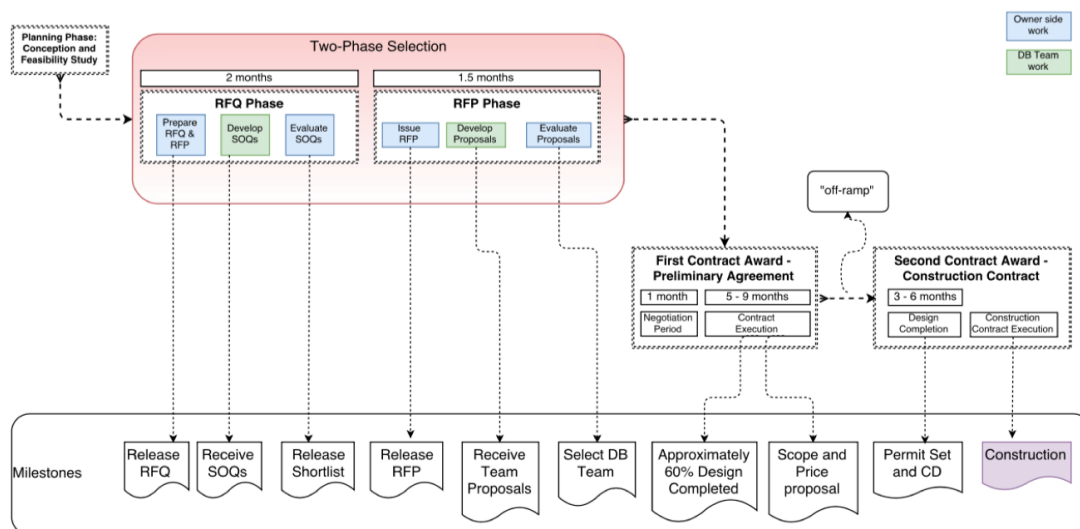 Planning Phase:
Conception and
Feasibility Study
Owner side
work
DB Team
work
Two-Phase Selection
2 months
1.5 months
RFQ Phase
Prepare
RFQ &
RFP
Develop
SOQs
Evaluate
SOQs
RFP Phase
Issue
RFP
Develop
Proposals
Evaluate
Proposals
"off-ramp"
First Contract Award -
Preliminary Agreement
1 month
5 - 9 months
Negotiation
Period
Contract
Execution
Second Contract Award -
Construction Contract
3 - 6 months
Design
Completion
Construction
Contract Execution
Milestones
Release
RFQ
Receive
SOQs
Release
Shortlist
Release
RFP
Receive
Team
Proposals
Select DB
Team
Approximately
60% Design
Completed
Scope and
Price
proposal
Permit Set
and CD
Construction